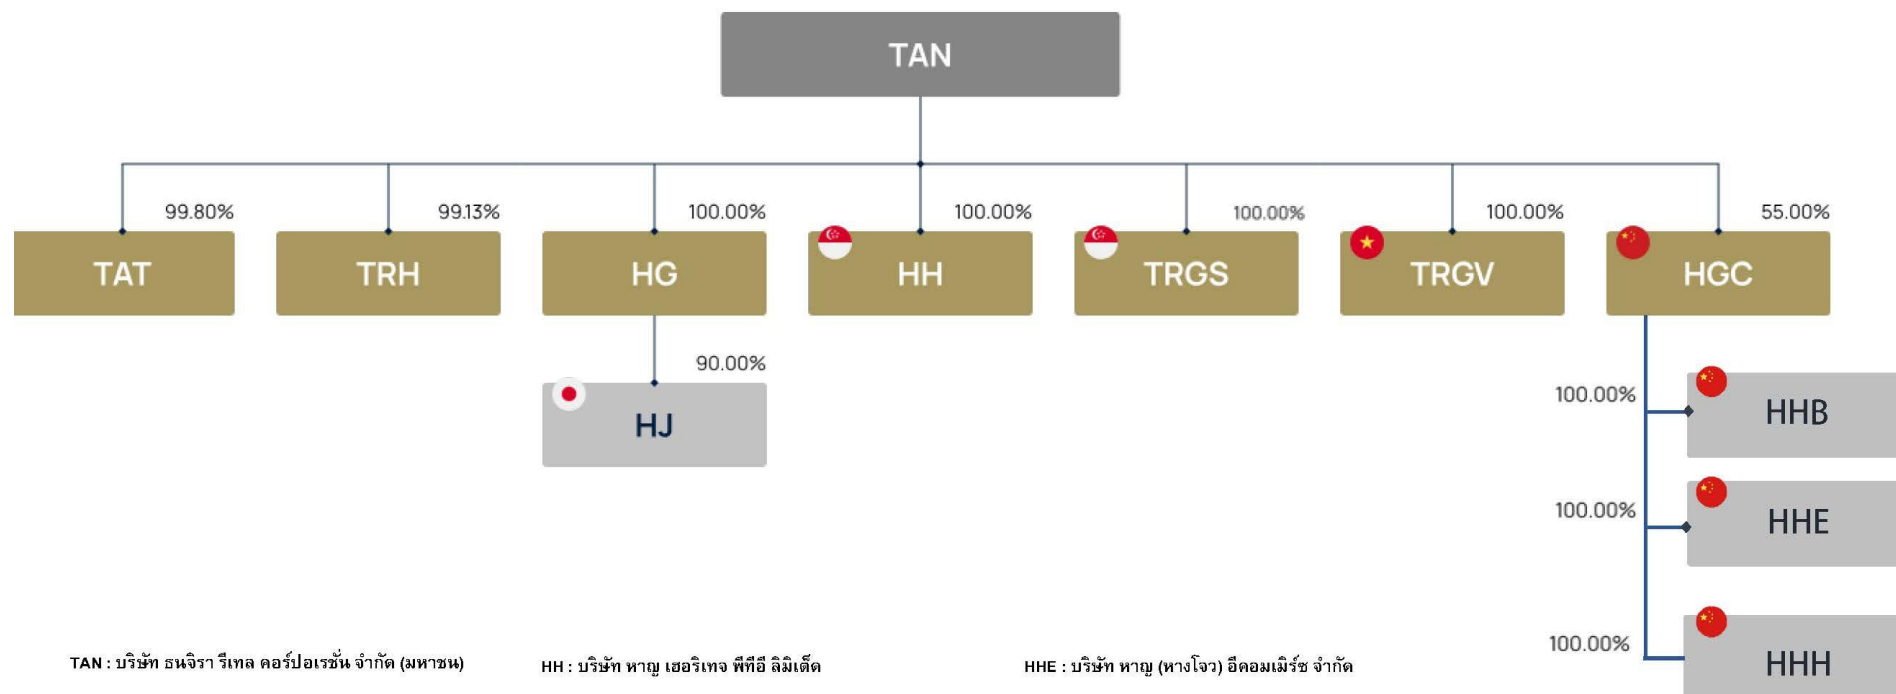 TAN
99.80%
99.13%
100.00%
100.00%
100.00%
100.00%
55.00%
TAT
TRH
HG
HH
TRGS
TRGV
HGC
90.00%
HJ
100.00%
HHB
100.00%
HHE
100.00%
HHH
TAN : บริษัท ธนจิรา รีเทล คอร์ปอเรชั่น จำกัด (มหาชน)
HH : บริษัท หาญ เฮอริเทจ พีทีอี ลิมิเต็ด
HHE : บริษัท หาญ (หางโจว) อีคอมเมิร์ซ จำกัด